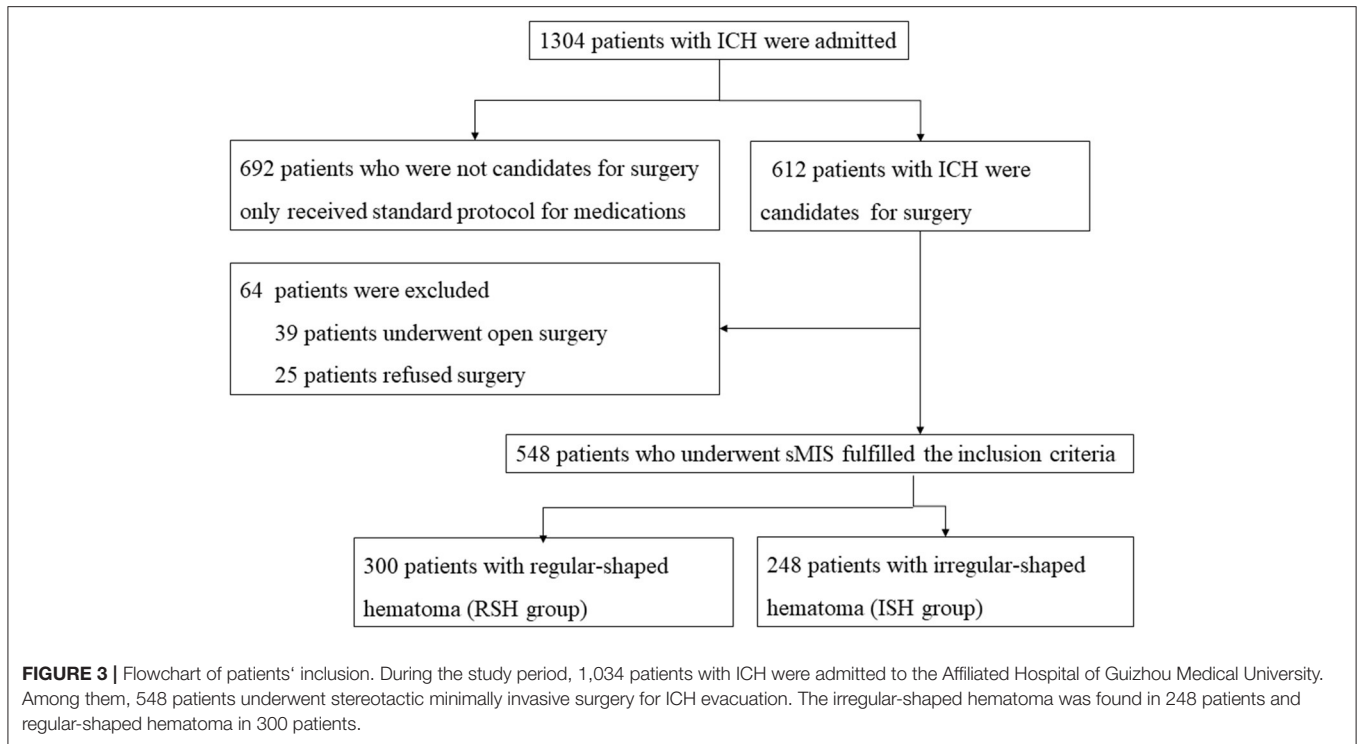 1304 patients with ICH were admitted
692 patients who were not candidates for surgery
only received standard protocol for medications
612 patients with ICH were
candidates for surgery
64 patients were excluded
39 patients underwent open surgery
25 patients refused surgery
548 patients who underwent sMIS fulfilled the inclusion criteria
300 patients with regular-shaped
hematoma (RSH group)
248 patients with irregular-shaped
hematoma (ISH group)
FIGURE 3 | Flowchart of patients‘ inclusion. During the study period, 1,034 patients with ICH were admitted to the Affiliated Hospital of Guizhou Medical University.
Among them, 548 patients underwent stereotactic minimally invasive surgery for ICH evacuation. The irregular-shaped hematoma was found in 248 patients and
regular-shaped hematoma in 300 patients.